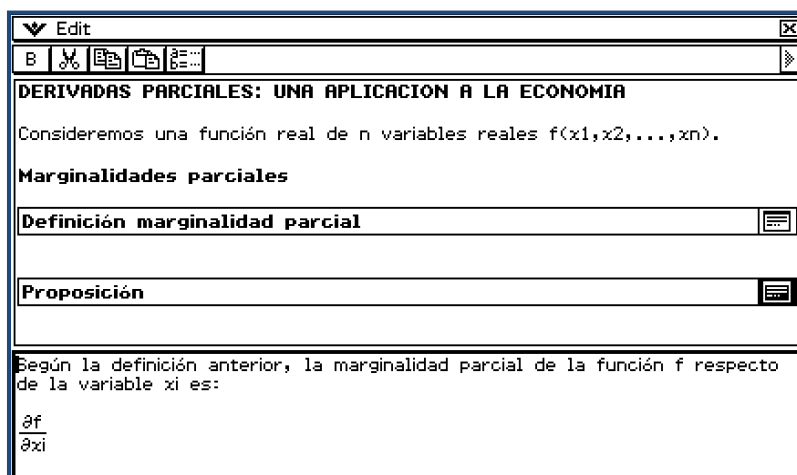 Edit
B
DERIVADAS PARCIALES: UNA APLICACION A LA ECONOMIA
Consideremos una función real de n variables reales f(x1,x2,...,xn).
Marginalidades parciales
Definición marginalidad parcial
Proposición
Según la definición anterior, la marginalidad parcial de la función f respecto
de la variable xi es:
∂f
∂xi